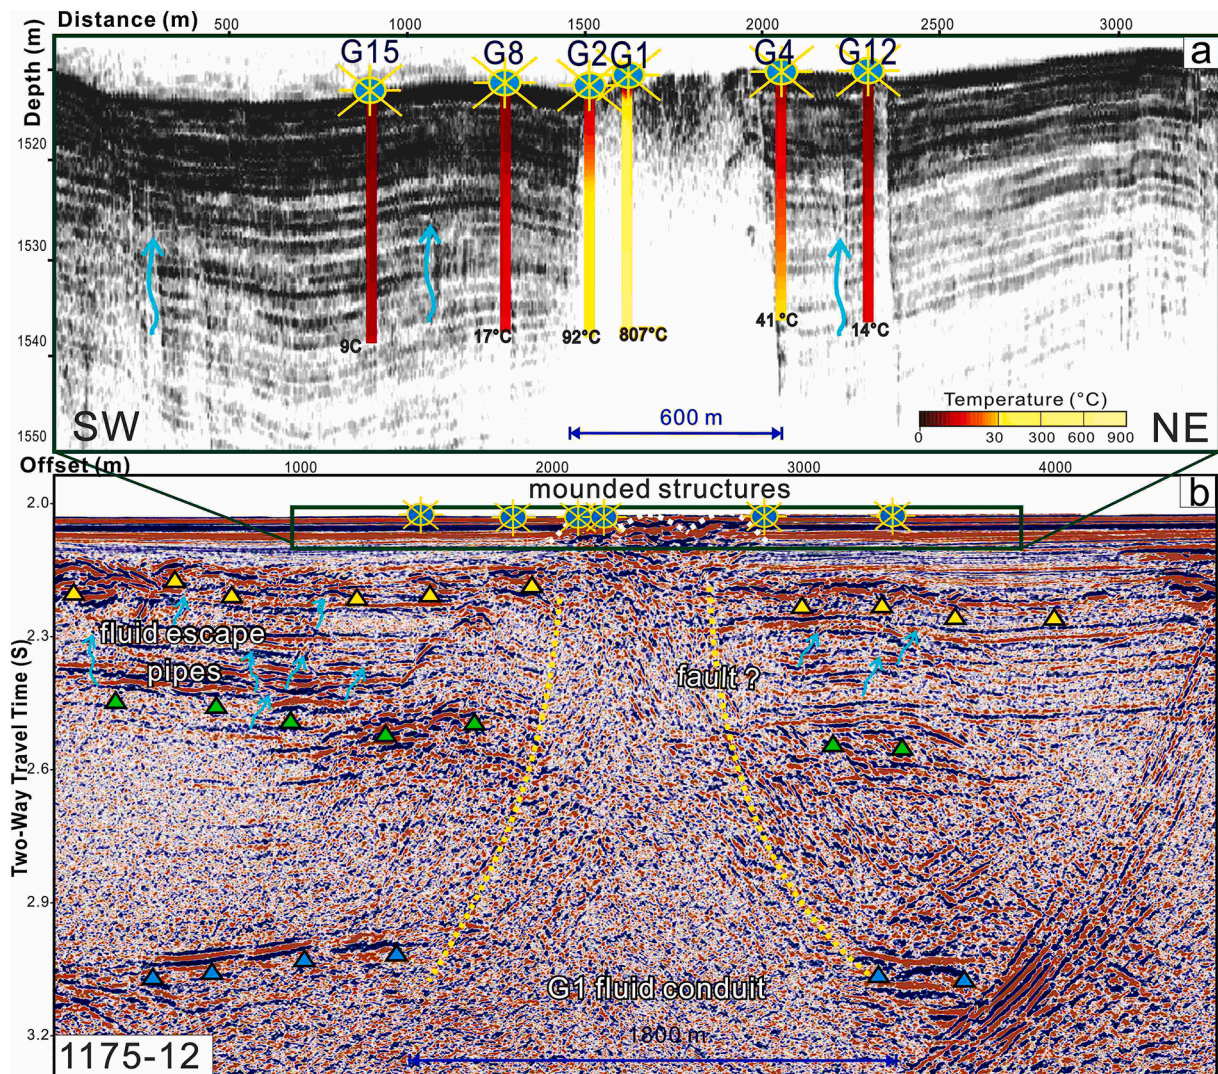 Distance (m) 500 1000 1500 2000 2500 3000
Depth (m)
a
G15 G8 G2 G1 G4 G12
1520
1530
1540
1550
9C 17°C 92°C 807°C 41°C 14°C
600 m
Temperature (°C)
0 30 300 600 900
SW
NE
Offset (m) 1000 2000 3000 4000
b
mounded structures
Two-Way Travel Time (S)
2.0
2.3
2.6
2.9
3.2
fluid escape
pipes
fault ?
G1 fluid conduit
1800 m
1175-12